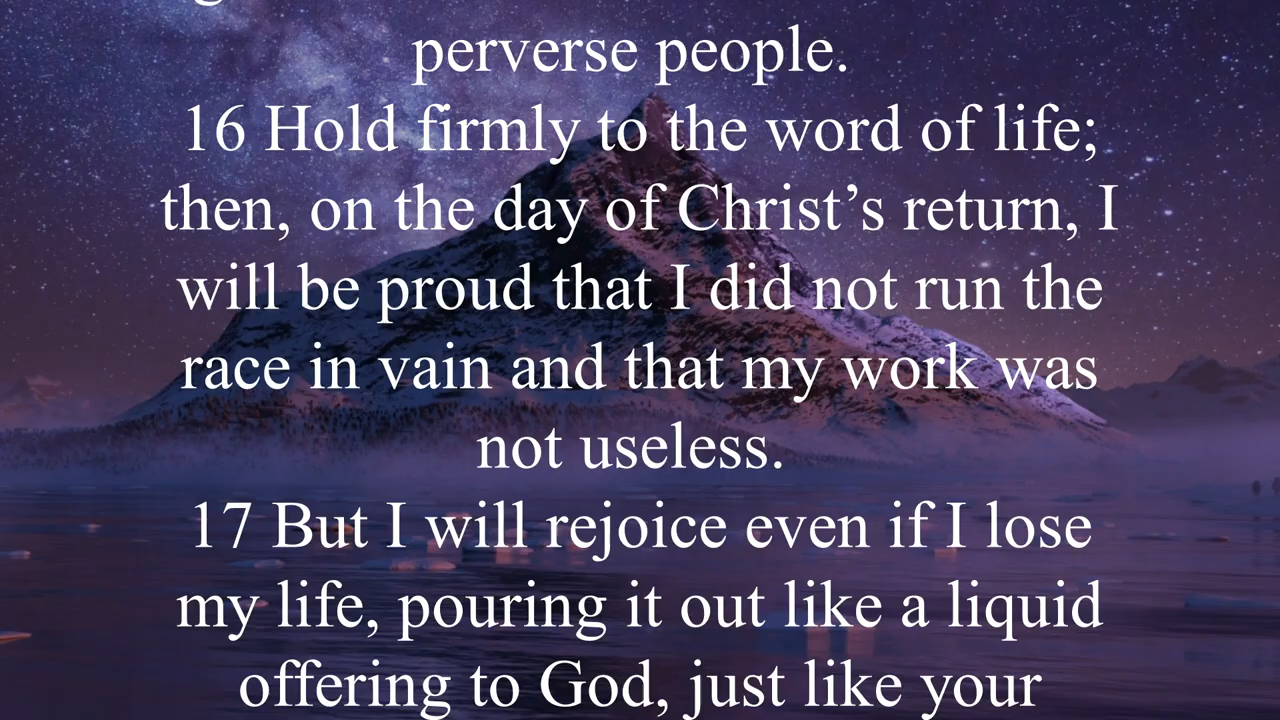 perverse people.
16 Hold firmly to the word of life;
then, on the day of Christ’s return, I
will be proud that I did not run the
race in vain and that my work was
not useless.
17 But I will rejoice even if I lose
my life, pouring it out like a liquid
offering to God, just like your